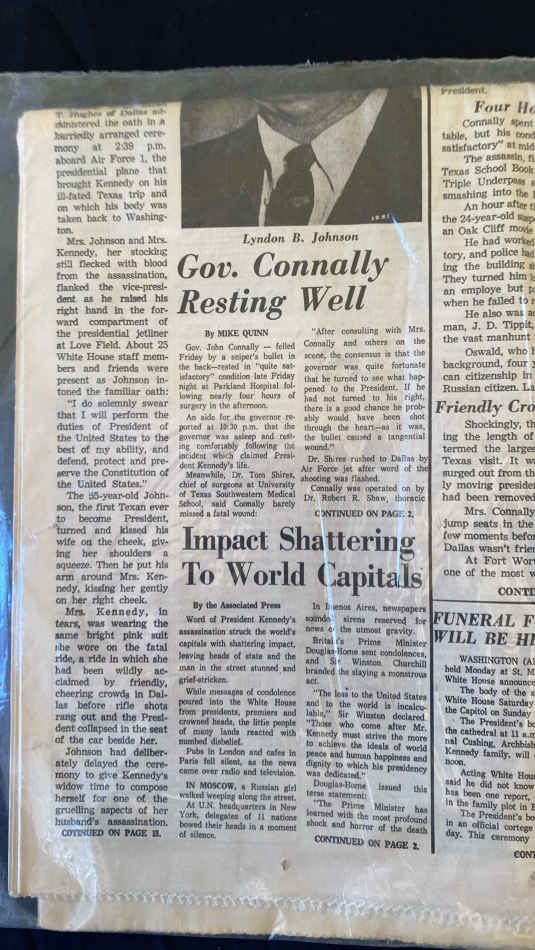 T. Hughes of Dallas ad-
ministered the oath in a
hurriedly arranged cere-
mony at 2:39 p.m.
aboard Air Force 1, the
presidential plane that
brought Kennedy on his
ill-fated Texas trip and
on which his body was
taken back to Washing-
ton.
Mrs. Johnson and Mrs.
Kennedy, her stocking
still flecked with blood
from the assassination,
flanked the vice-presi-
dent as he raised his
right hand in the for-
ward compartment of
the presidential jetliner
at Love Field. About 25
White House staff mem-
bers and friends were
present as Johnson in-
toned the familiar oath:
"I do solemnly swear
that I will perform the
duties of President of
the United States to the
best of my ability, and
defend, protect and pre-
serve the Constitution of
the United States."
The 55-year-old John-
son, the first Texan ever
to become President,
turned and kissed his
wife on the cheek, giv-
ing her shoulders a
squeeze. Then he put his
arm around Mrs. Ken-
nedy, kissing her gently
on her right cheek.
Mrs. Kennedy, in
tears, was wearing the
same bright pink suit
she wore on the fatal
ride, a ride in which she
had been wildly ac-
claimed by friendly,
cheering crowds in Dal-
las before rifle shots
rang out and the Presi-
dent collapsed in the seat
of the car beside her.
Johnson had deliber-
ately delayed the cere-
mony to give Kennedy's
widow time to compose
herself for one of the
gruelling aspects of her
husband's assassination.
COTINUED ON PAGE 13.
Lyndon B. Johnson
Gov. Connally
Resting Well
By MIKE QUINN
Gov. John Connally — felled
Friday by a sniper's bullet in
the back—rested in "quite sat-
isfactory" condition late Friday
night at Parkland Hospital fol-
lowing nearly four hours of
surgery in the afternoon.
An aide for the governor re-
ported at 10:30 p.m. that the
governor was asleep and rest-
ing comfortably following the
incident which claimed Presi-
dent Kennedy's life.
Meanwhile, Dr. Tom Shires,
chief of surgeons at University
of Texas Southwestern Medical
School, said Connally barely
missed a fatal wound:
"After consulting with Mrs.
Connally and others on the
scene, the consensus is that the
governor was quite fortunate
that he turned to see what hap-
pened to the President. If he
had not turned to his right,
there is a good chance he prob-
ably would have been shot
through the heart—as it was,
the bullet caused a tangential
wound."
Dr. Shires rushed to Dallas by
Air Force jet after word of the
shooting was flashed.
Connally was operated on by
Dr. Robert R. Shaw, thoracic
CONTINUED ON PAGE 2.
Impact Shattering
To World Capitals
By the Associated Press
Word of President Kennedy's
assassination struck the world's
capitals with shattering impact,
leaving heads of state and the
man in the street stunned and
grief-stricken.
While messages of condolence
poured into the White House
from presidents, premiers and
crowned heads, the little people
of many lands reacted with
numbed disbelief.
Pubs in London and cafes in
Paris fell silent, as the news
came over radio and television.
IN MOSCOW, a Russian girl
walked weeping along the street.
At U.N. headquarters in New
York, delegates of 11 nations
bowed their heads in a moment
of silence.
In Buenos Aires, newspapers
sounded sirens reserved for
news of the utmost gravity.
Britain's Prime Minister
Douglas-Home sent condolences,
and Sir Winston Churchill
branded the slaying a monstrous
act.
"The loss to the United States
and to the world is incalcu-
lable," Sir Winston declared.
"Those who come after Mr.
Kennedy must strive the more
to achieve the ideals of world
peace and human happiness and
dignity to which his presidency
was dedicated."
Douglas-Home issued this
terse statement:
"The Prime Minister has
learned with the most profound
shock and horror of the death
CONTINUED ON PAGE 2.
President.
Four Ho
Connally spent
table, but his cond
satisfactory" at mid
The assassin, fi
Texas School Book
Triple Underpass
smashing into the
An hour after t
the 24-year-old
an Oak Cliff movie
He had worked
tory, and police had
ing the building
They turned him
an employe but
when he failed to
He also was
man, J. D. Tippit,
the vast manhunt
Oswald, who h
background, four
can citizenship in
Russian citizen. La
Friendly Cro
Shockingly, th
ing the length of
termed the larges
Texas visit. It w
surged out from th
ly moving preside
had been removed
Mrs. Connally
jump seats in the
few moments befo
Dallas wasn't frien
At Fort Wor
one of the most w
CONTI
FUNERAL F
WILL BE H
WASHINGTON (AP
held Monday at St. M
White House announce
The body of the s
White House Saturday
the Capitol on Sunday
The President's bo
the cathedral at 11 a.m
nal Cushing, Archbish
Kennedy family, will
noon.
Acting White Hous
said he did not know
has been one report,
in the family plot in B
The President's bo
in an official cortege
day. This ceremony
CONT